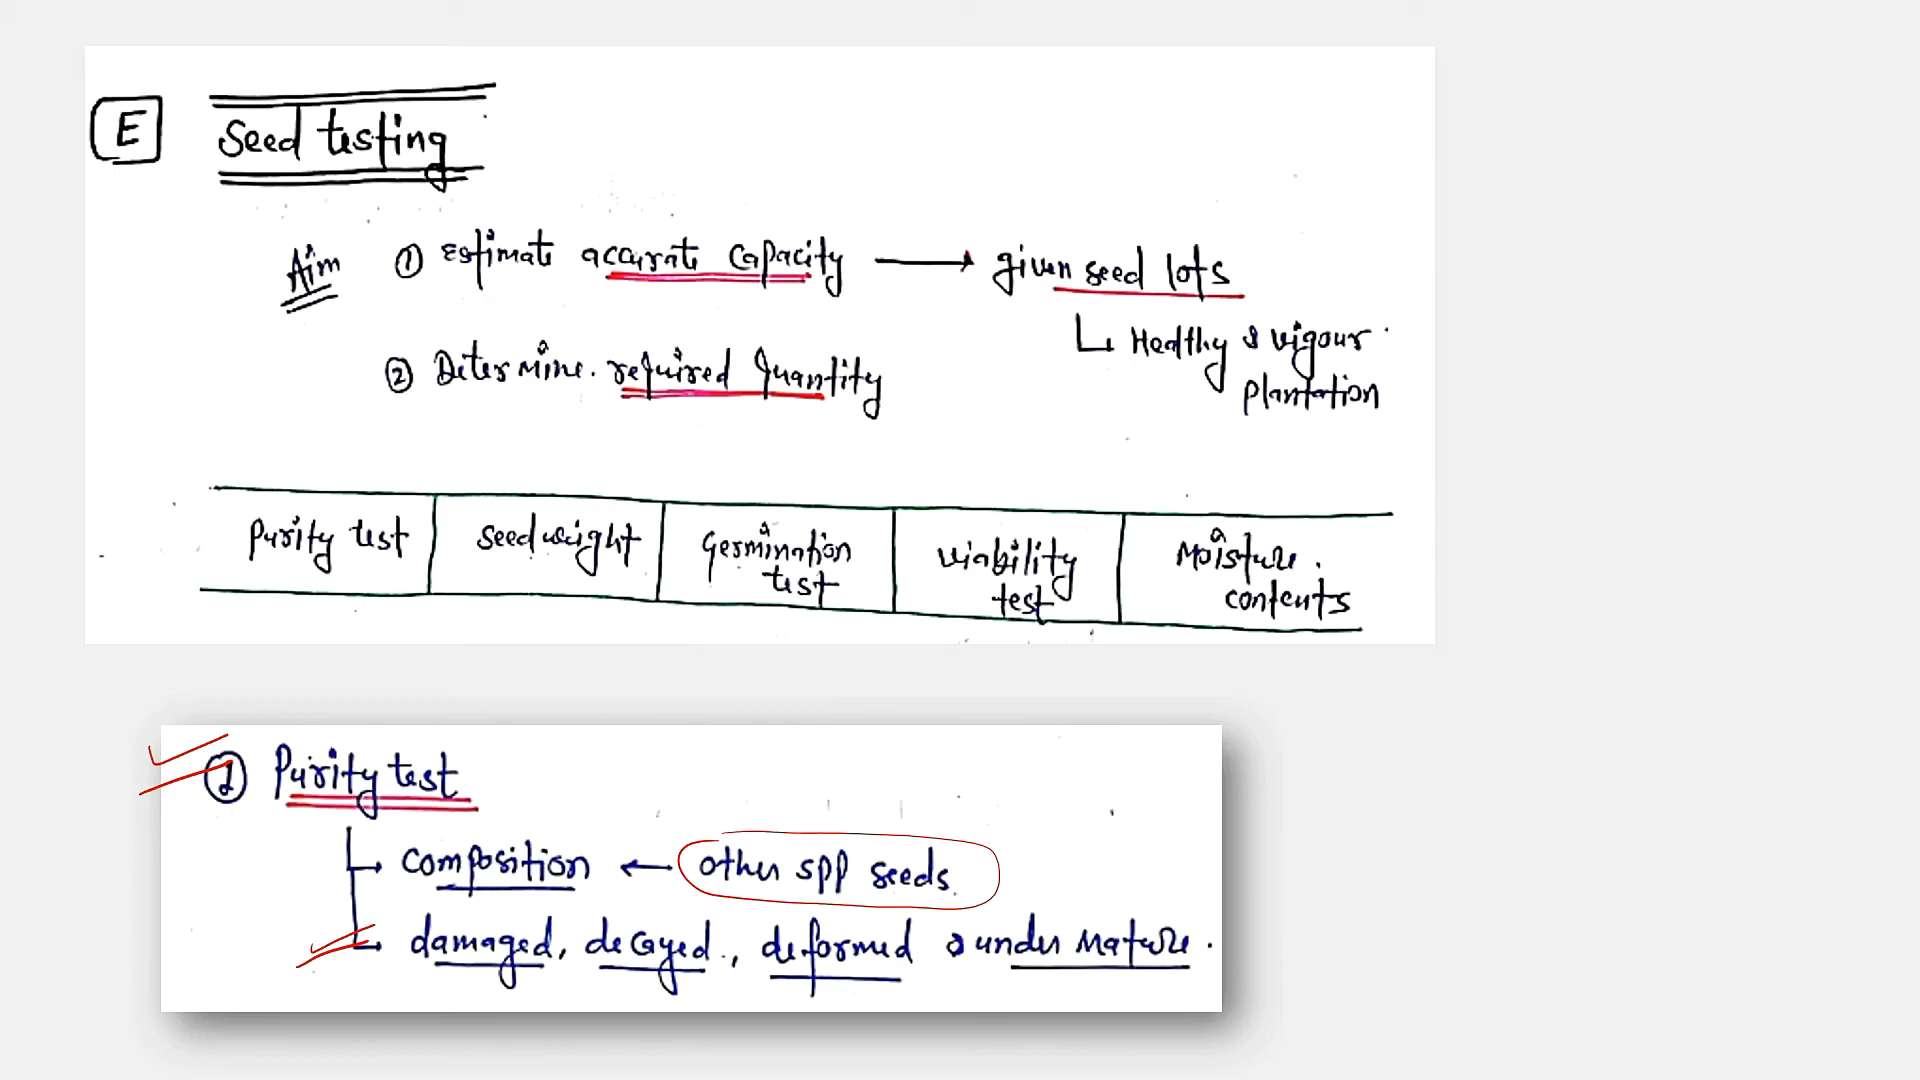 E Seed testing
Aim ① Estimate accurate capacity → given seed lots
↳ Healthy & vigour
plantation
② Determine required quantity
Purity test | Seed weight | Germination test | Viability test | Moisture contents
① Purity test
→ composition ← other spp seeds.
→ damaged, decayed, deformed & under mature.